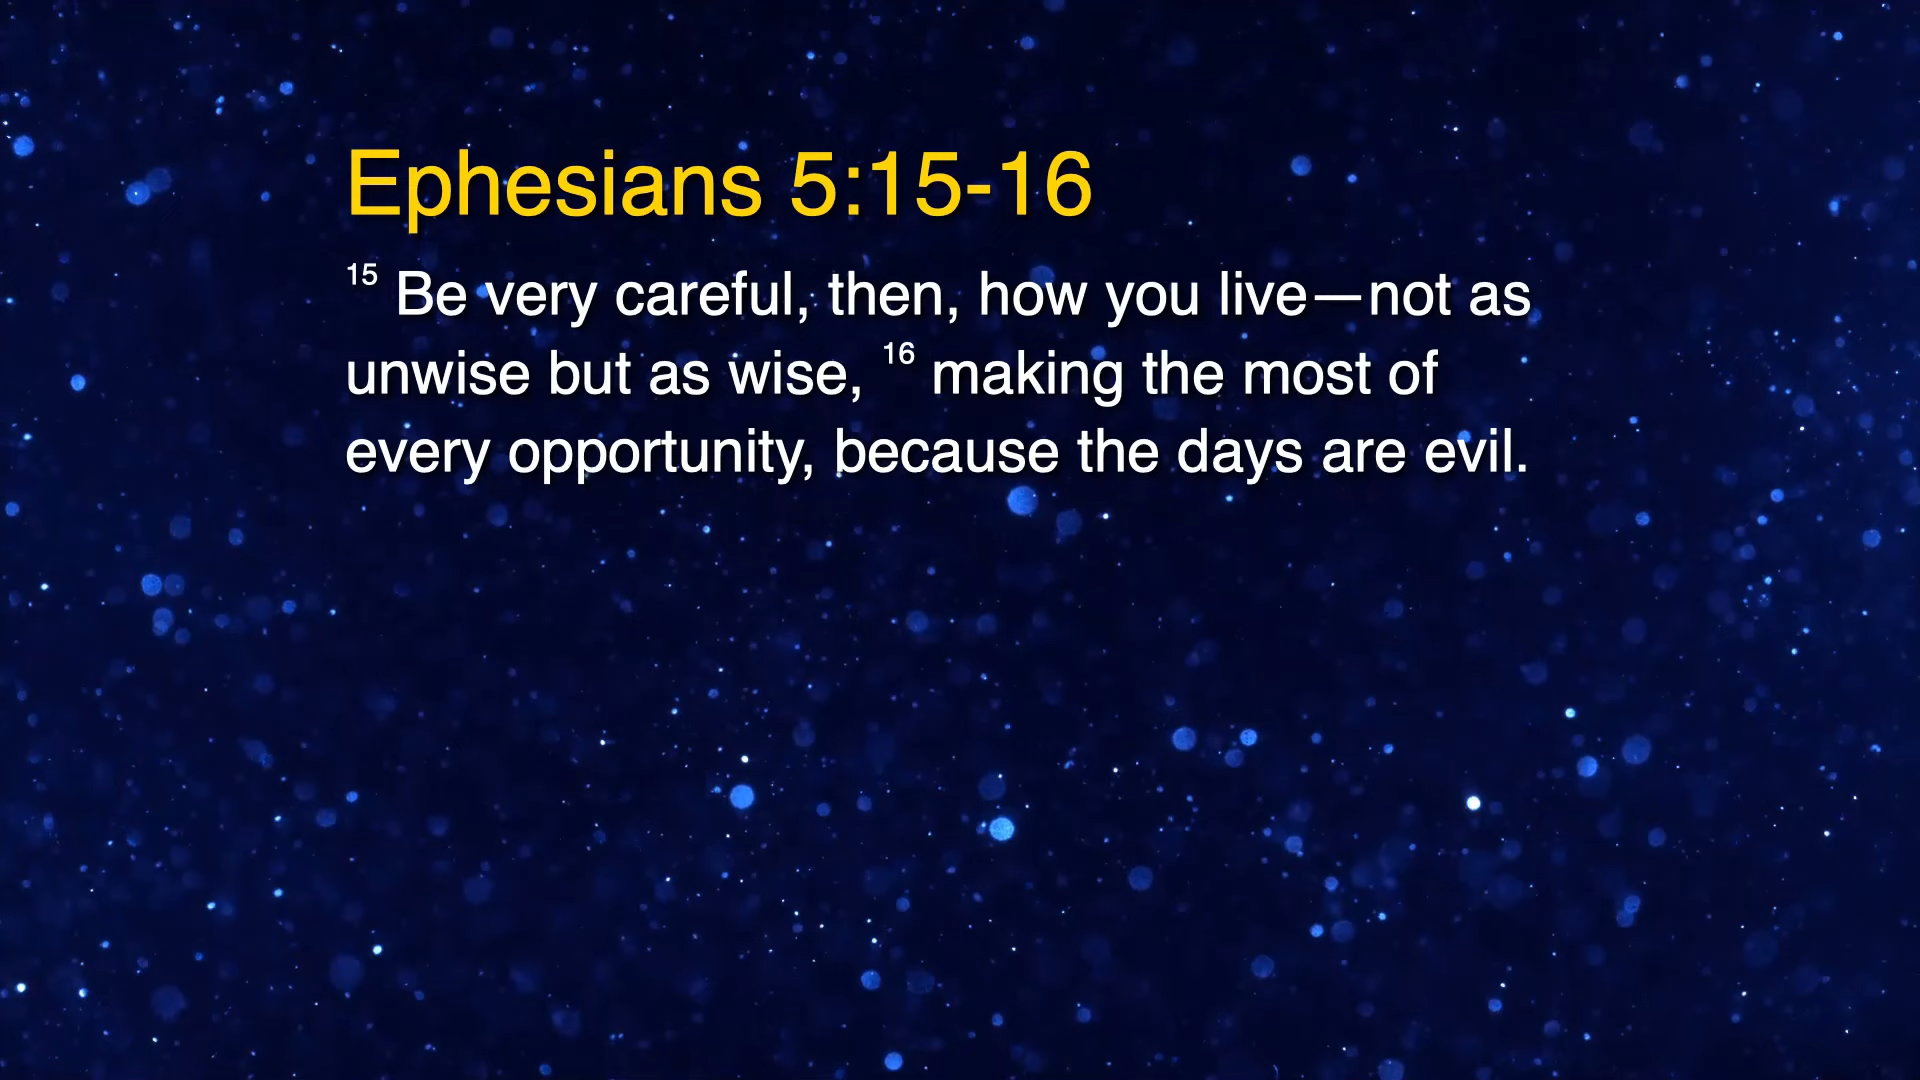 Ephesians 5:15-16
15 Be very careful, then, how you live—not as
unwise but as wise, 16 making the most of
every opportunity, because the days are evil.